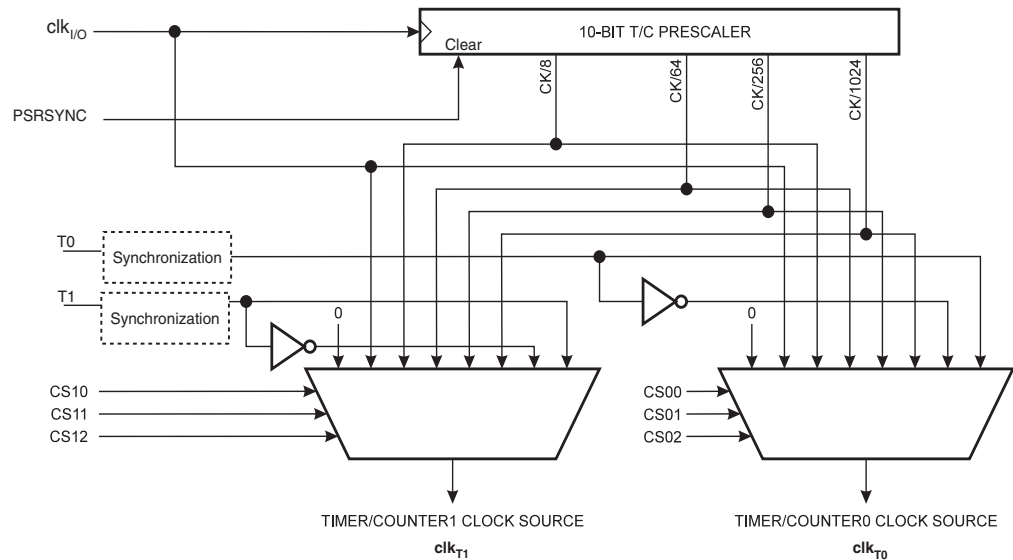 clkI/O
10-BIT T/C PRESCALER
Clear
CK/8
CK/64
CK/256
CK/1024
PSRSYNC
T0
Synchronization
T1
Synchronization
0
0
CS10
CS11
CS12
CS00
CS01
CS02
TIMER/COUNTER1 CLOCK SOURCE
clkT1
TIMER/COUNTER0 CLOCK SOURCE
clkT0